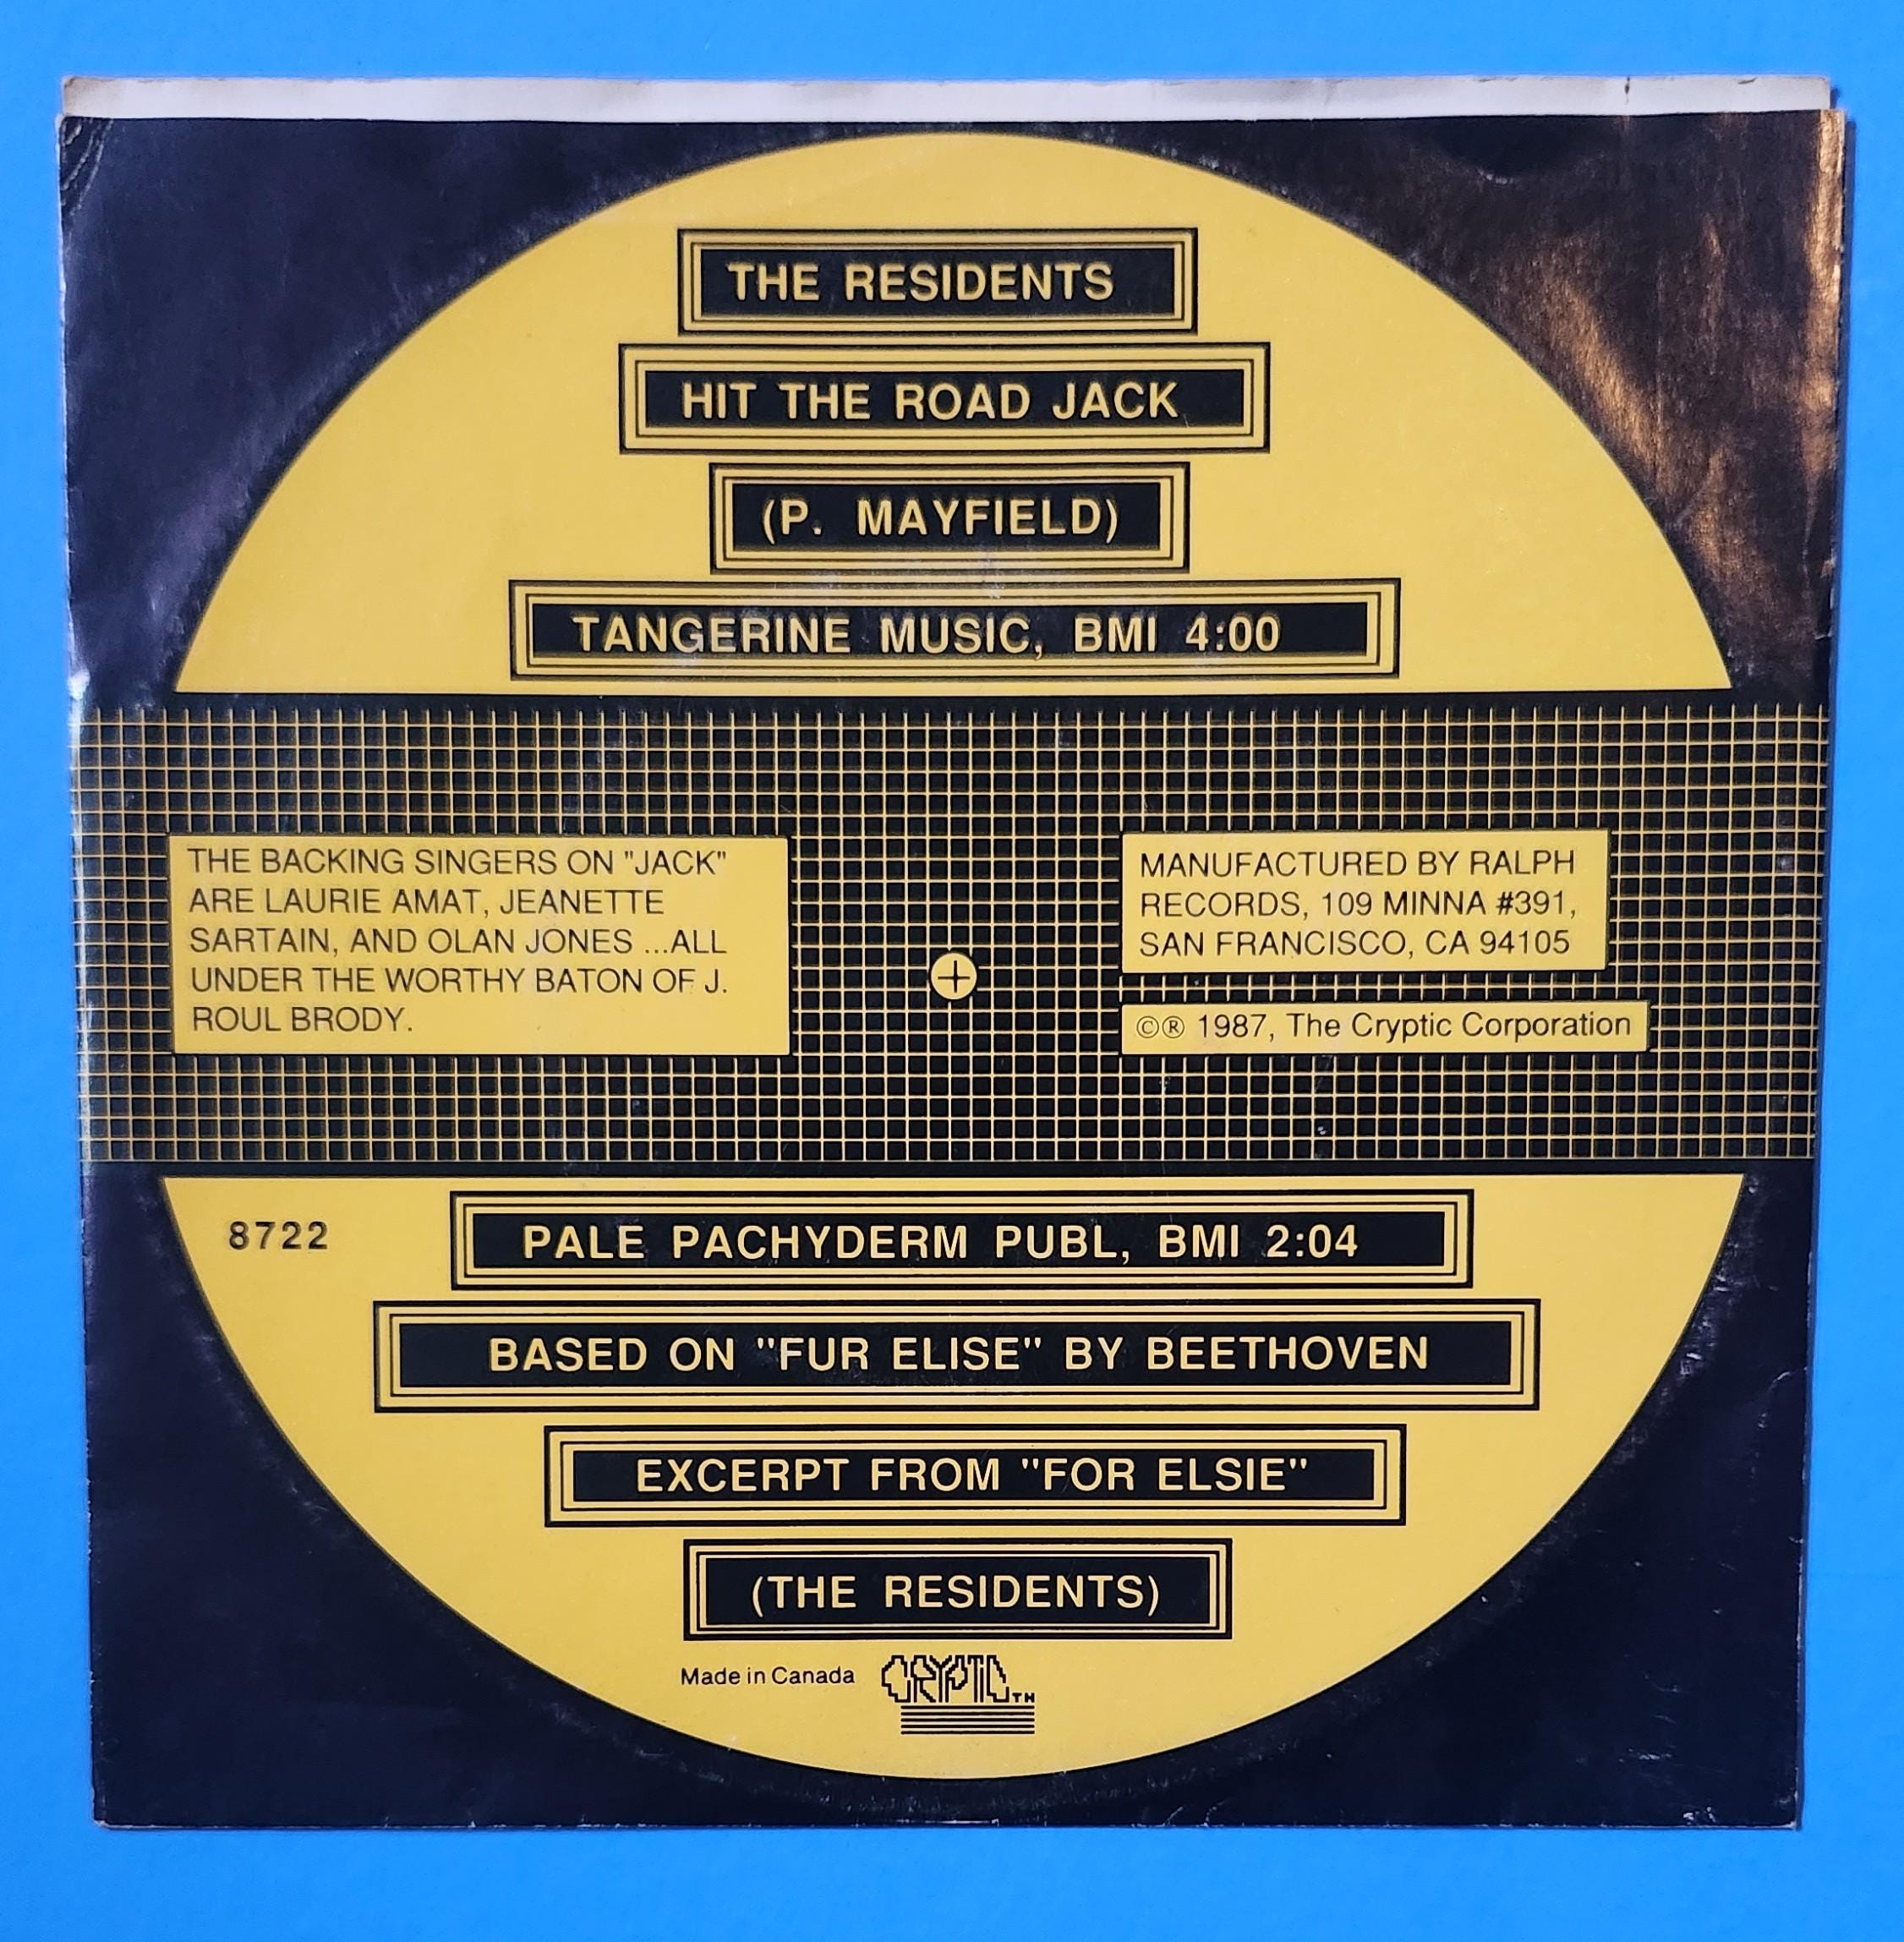 THE RESIDENTS
HIT THE ROAD JACK
(P. MAYFIELD)
TANGERINE MUSIC, BMI 4:00
THE BACKING SINGERS ON "JACK"
ARE LAURIE AMAT, JEANETTE
SARTAIN, AND OLAN JONES ...ALL
UNDER THE WORTHY BATON OF J.
ROUL BRODY.
MANUFACTURED BY RALPH
RECORDS, 109 MINNA #391,
SAN FRANCISCO, CA 94105
©® 1987, The Cryptic Corporation
8722
PALE PACHYDERM PUBL, BMI 2:04
BASED ON "FUR ELISE" BY BEETHOVEN
EXCERPT FROM "FOR ELSIE"
(THE RESIDENTS)
Made in Canada
CRYPTIC TM